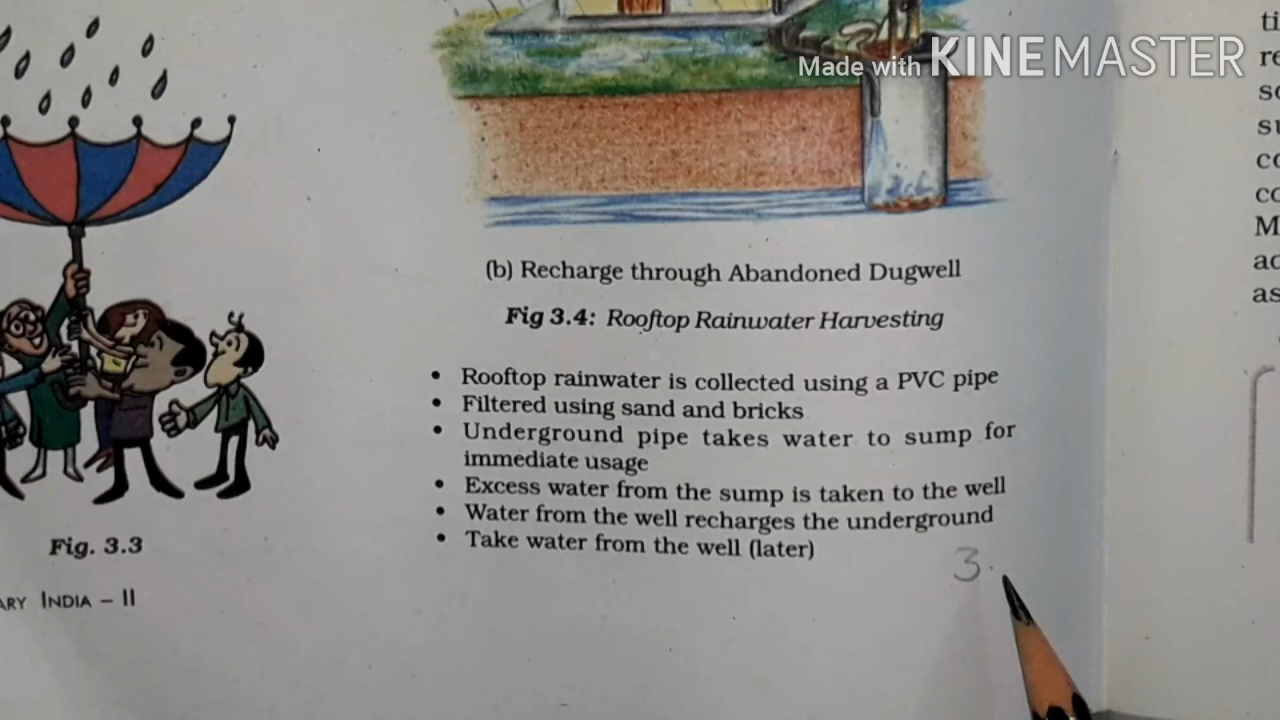 Made with KINEMASTER
(b) Recharge through Abandoned Dugwell
Fig 3.4: Rooftop Rainwater Harvesting
• Rooftop rainwater is collected using a PVC pipe
• Filtered using sand and bricks
• Underground pipe takes water to sump for
immediate usage
• Excess water from the sump is taken to the well
• Water from the well recharges the underground
• Take water from the well (later)
3.
Fig. 3.3
INDIA – II